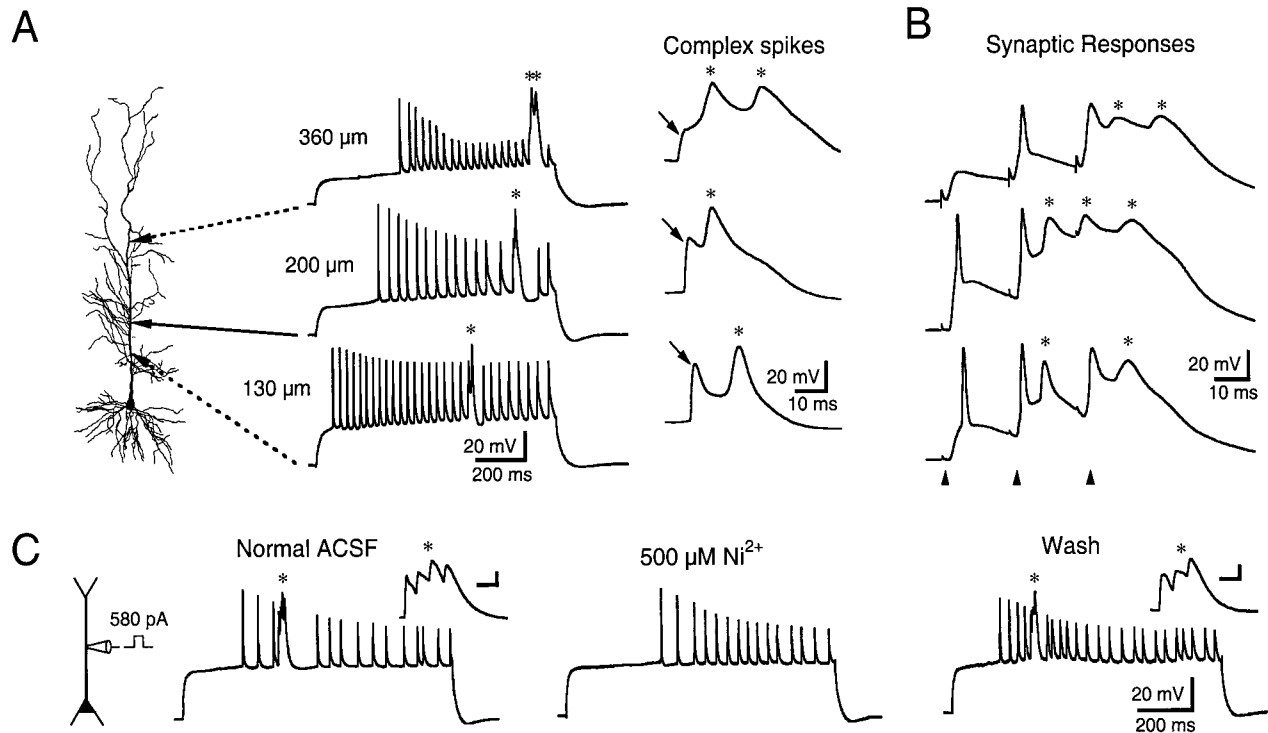 A
B
Complex spikes
Synaptic Responses
**
*
*
*
*
360 µm
*
*
*
*
*
200 µm
*
*
*
*
130 µm
20 mV
200 ms
20 mV
10 ms
20 mV
10 ms
C
Normal ACSF
500 µM Ni2+
Wash
*
*
*
*
580 pA
20 mV
200 ms